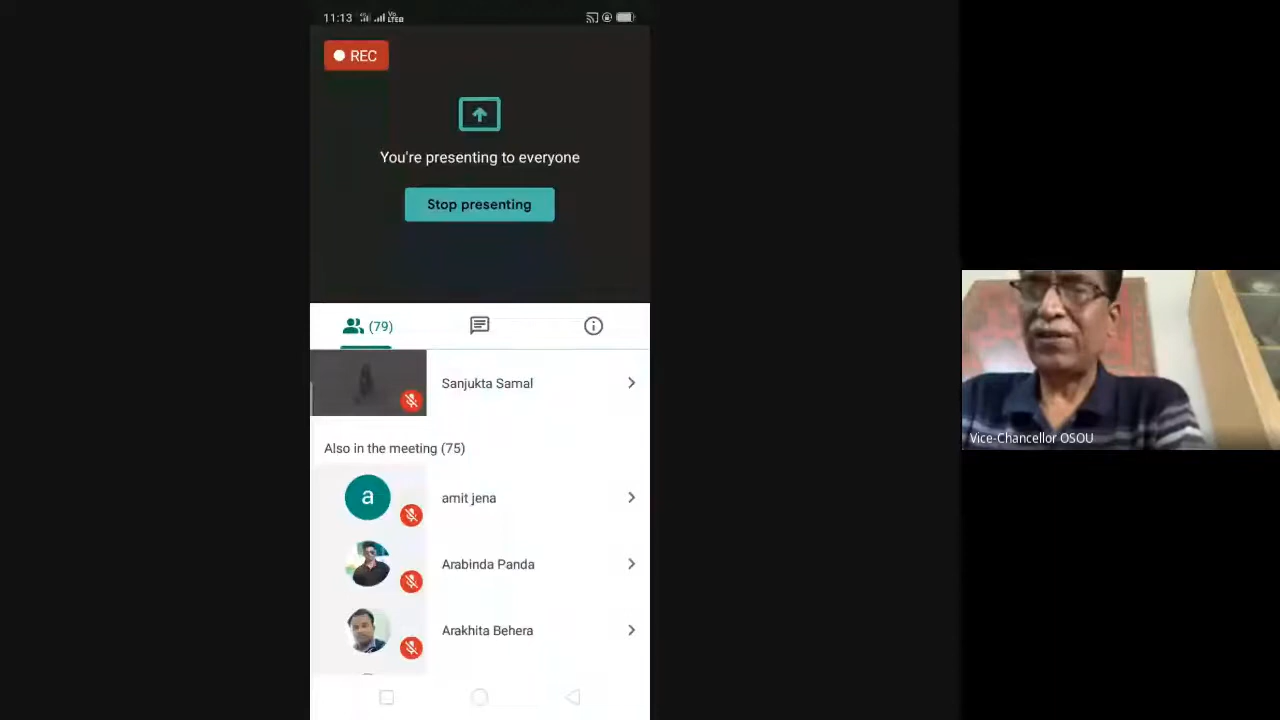 11:13
REC
You're presenting to everyone
Stop presenting
(79)
Sanjukta Samal
Also in the meeting (75)
a
amit jena
Arabinda Panda
Arakhita Behera
Vice-Chancellor OSOU